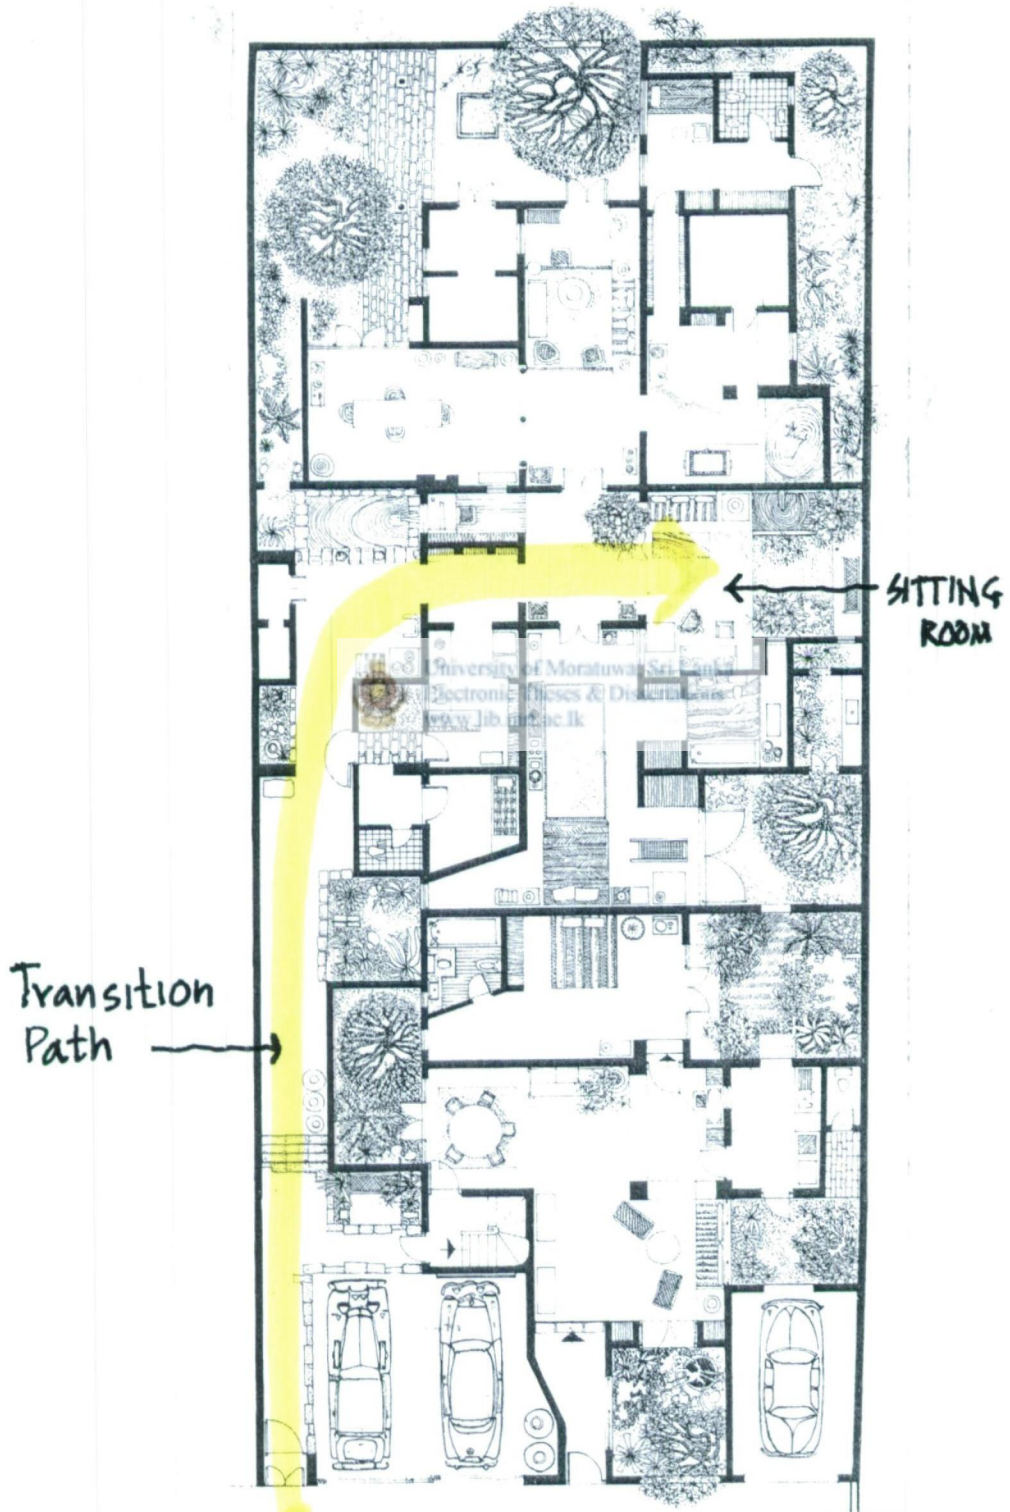 SITTING
ROOM
University of Moratuwa, Sri Lanka.
Electronic Theses & Dissertations
www.lib.mrt.ac.lk
Transition
Path